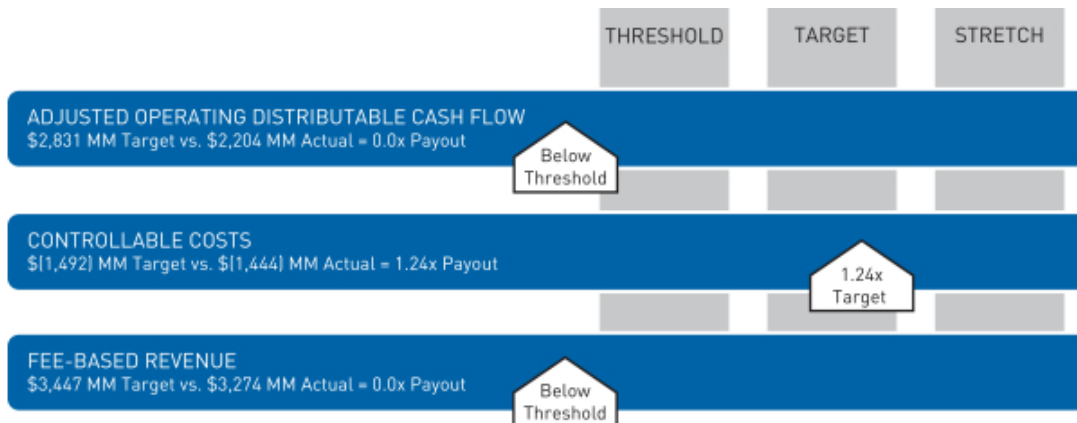 THRESHOLD TARGET STRETCH
ADJUSTED OPERATING DISTRIBUTABLE CASH FLOW
$2,831 MM Target vs. $2,204 MM Actual = 0.0x Payout
Below
Threshold
CONTROLLABLE COSTS
$(1,492) MM Target vs. $(1,444) MM Actual = 1.24x Payout
1.24x
Target
FEE-BASED REVENUE
$3,447 MM Target vs. $3,274 MM Actual = 0.0x Payout
Below
Threshold